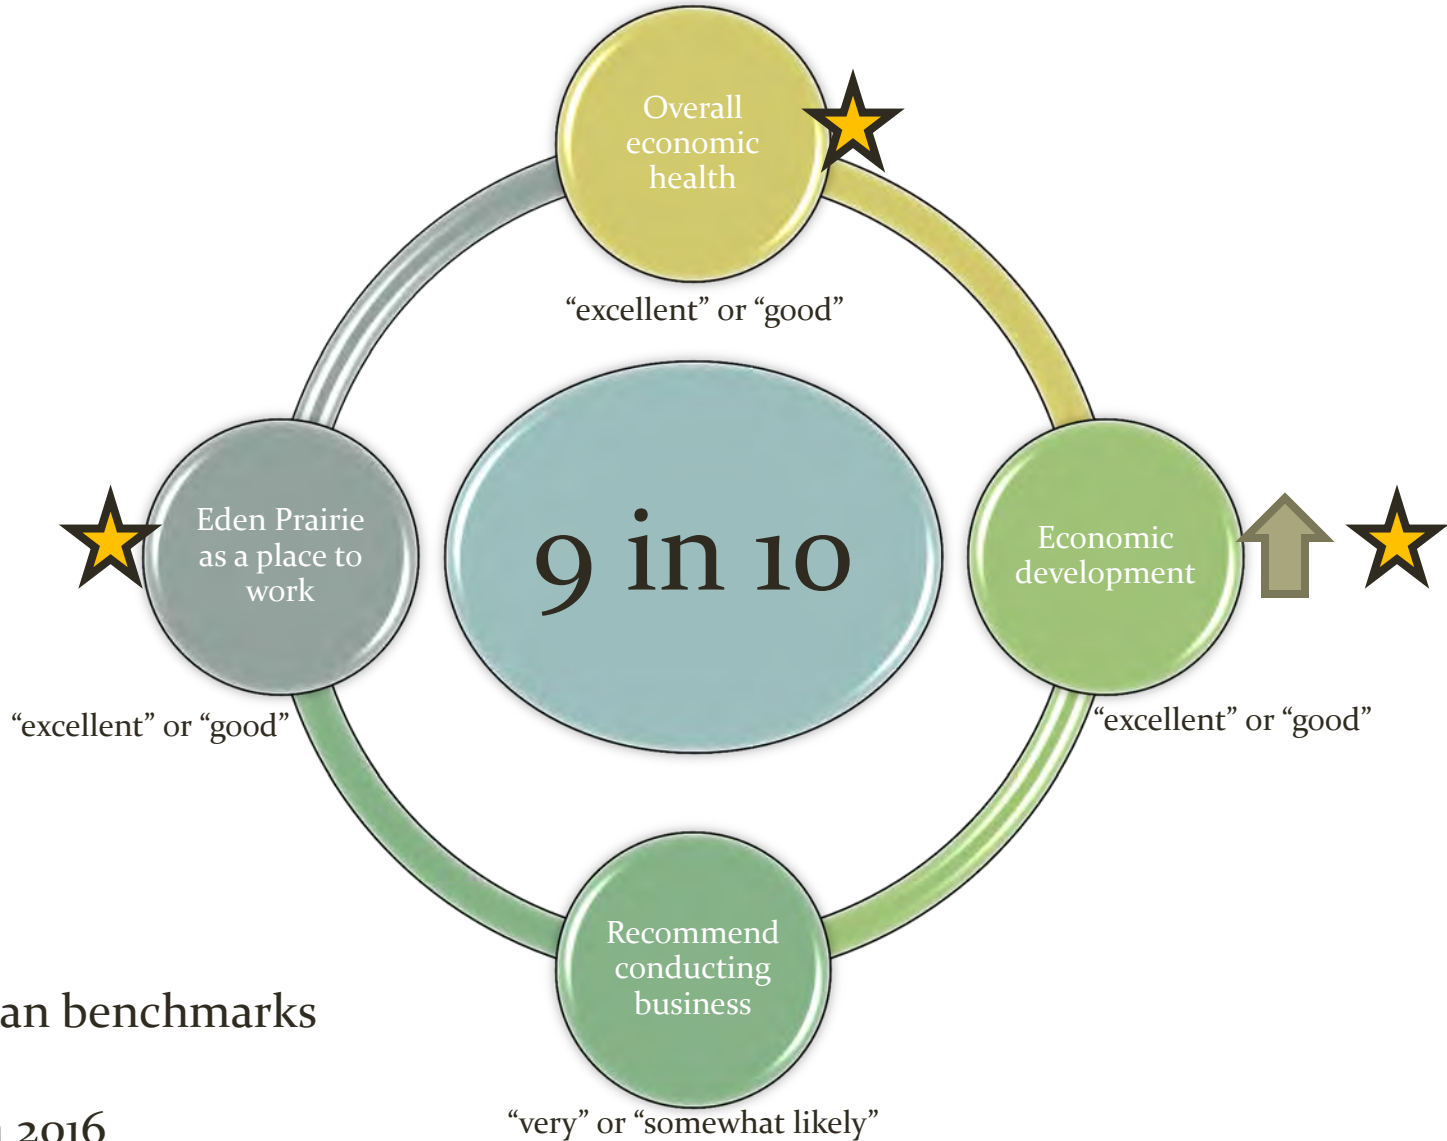 Overall
economic
health
“excellent” or “good”
Eden Prairie
as a place to
work
“excellent” or “good”
9 in 10
Economic
development
“excellent” or “good”
Recommend
conducting
business
“very” or “somewhat likely”
an benchmarks
2016